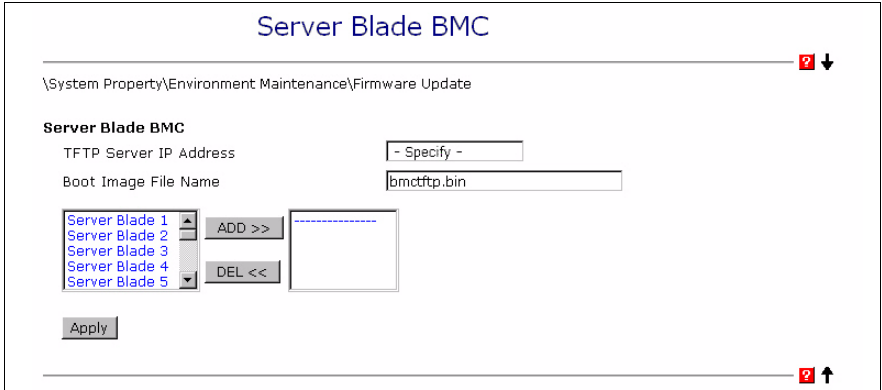 Server Blade BMC
?
\System Property\Environment Maintenance\Firmware Update
Server Blade BMC
TFTP Server IP Address
- Specify -
Boot Image File Name
bmctftp.bin
Server Blade 1
Server Blade 2
Server Blade 3
Server Blade 4
Server Blade 5
ADD >>
DEL <<
---------------
Apply
?